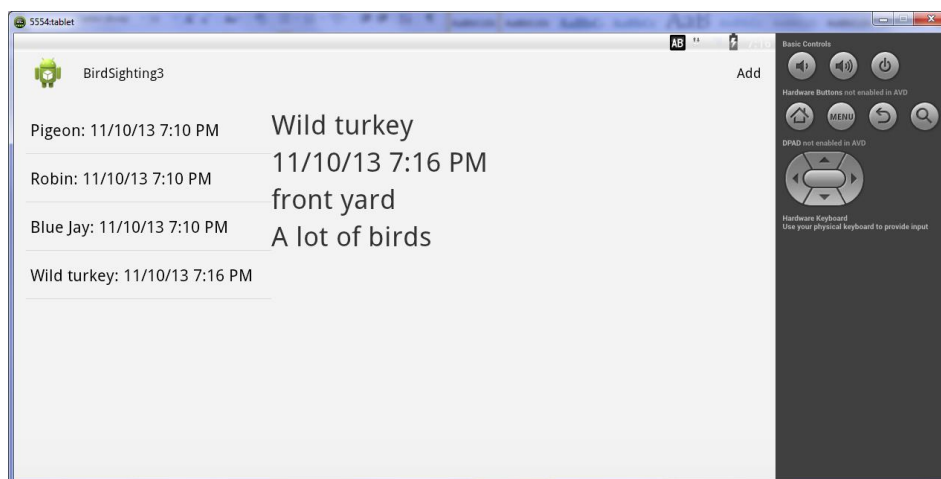 5554:tablet
BirdSighting3
Add
Pigeon: 11/10/13 7:10 PM
Robin: 11/10/13 7:10 PM
Blue Jay: 11/10/13 7:10 PM
Wild turkey: 11/10/13 7:16 PM
Wild turkey
11/10/13 7:16 PM
front yard
A lot of birds
AB
Basic Controls
Hardware Buttons not enabled in AVD
MENU
DPAD not enabled in AVD
Hardware Keyboard
Use your physical keyboard to provide input